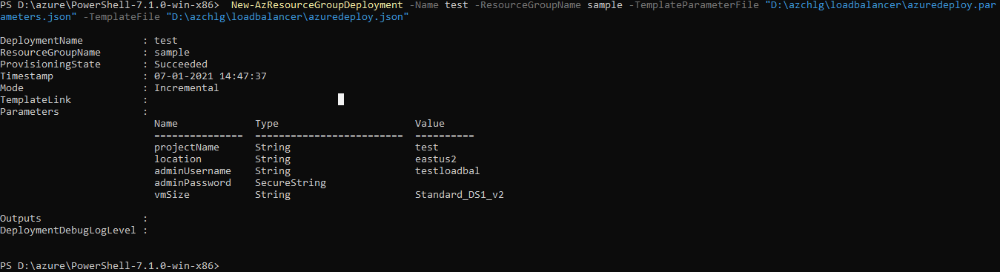 PS D:\azure\PowerShell-7.1.0-win-x86>  New-AzResourceGroupDeployment -Name test -ResourceGroupName sample -TemplateParameterFile "D:\azchlg\loadbalancer\azuredeploy.par
ameters.json" -TemplateFile "D:\azchlg\loadbalancer\azuredeploy.json"
DeploymentName          : test
ResourceGroupName       : sample
ProvisioningState       : Succeeded
Timestamp               : 07-01-2021 14:47:37
Mode                    : Incremental
TemplateLink            :
Parameters              :
                          Name             Type                       Value
                          ===============  =========================  ==========
                          projectName      String                     test
                          location         String                     eastus2
                          adminUsername    String                     testloadbal
                          adminPassword    SecureString
                          vmSize           String                     Standard_DS1_v2
Outputs                 :
DeploymentDebugLogLevel :
PS D:\azure\PowerShell-7.1.0-win-x86>